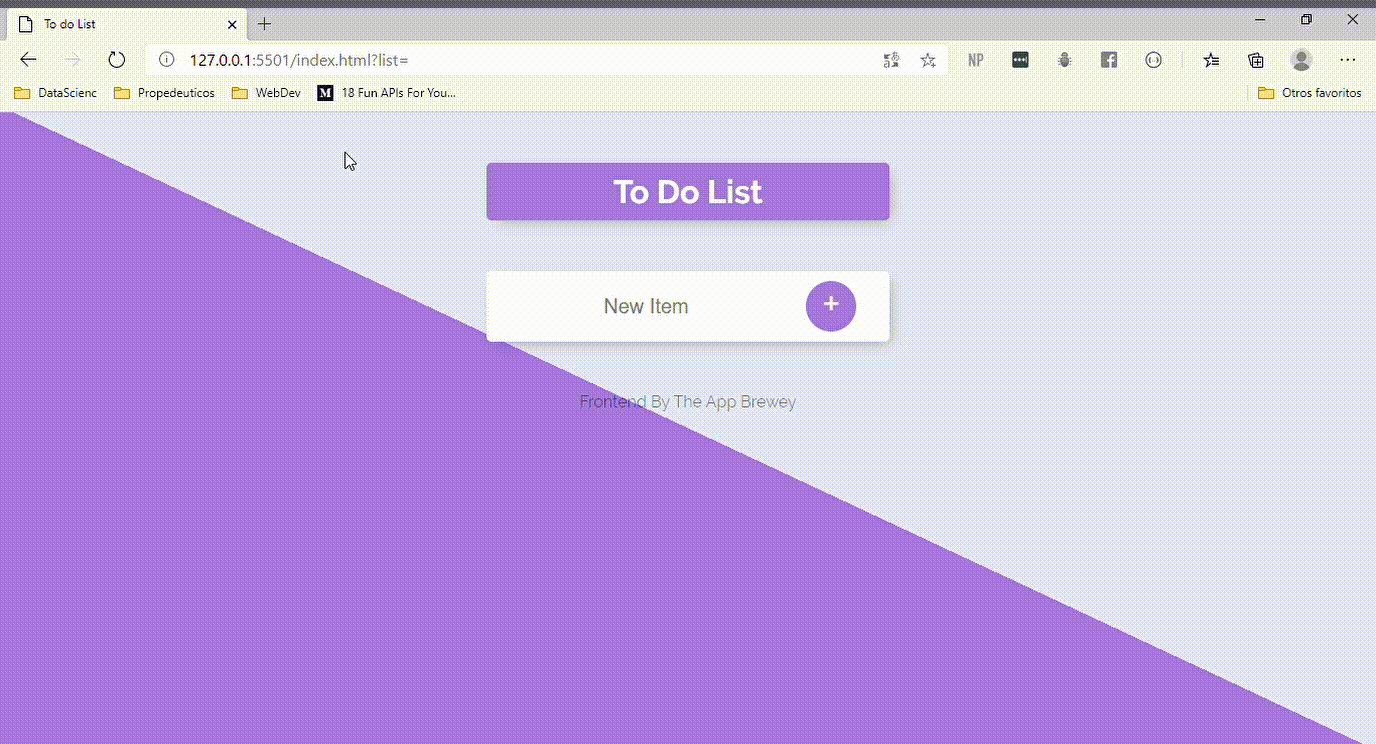 To do List
127.0.0.1:5501/index.html?list=
NP
DataScienc Propedeuticos WebDev M 18 Fun APIs For You... Otros favoritos
To Do List
New Item +
Frontend By The App Brewey